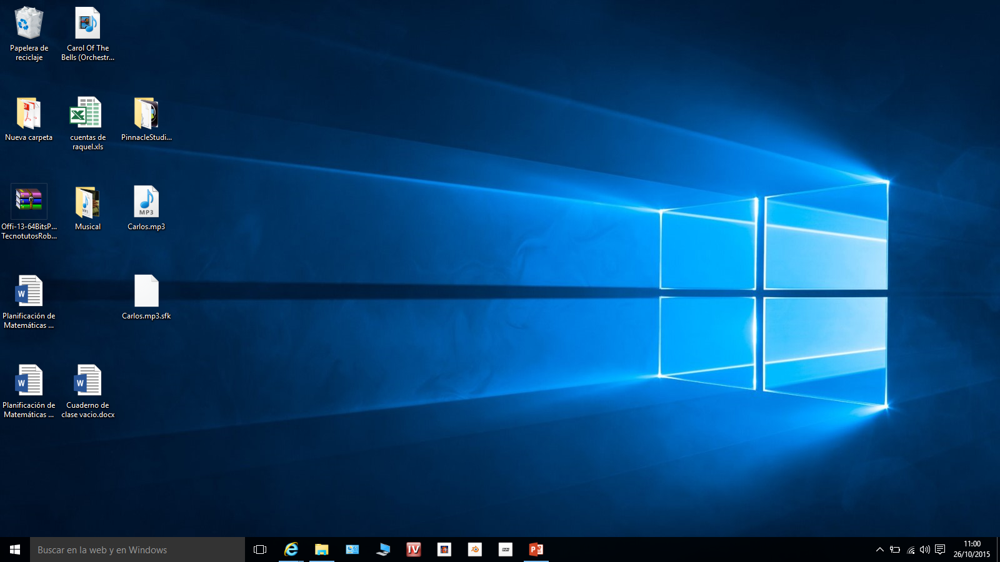 Papelera de
reciclaje
Carol Of The
Bells (Orchestr...
Nueva carpeta
cuentas de
raquel.xls
PinnacleStudi...
Offi-13-64BitsP...
TecnotutosRob...
Musical
MP3
Carlos.mp3
W
Planificación de
Matemáticas ...
Carlos.mp3.sfk
W
Planificación de
Matemáticas ...
W
Cuaderno de
clase vacio.docx
Buscar en la web y en Windows
IV
11:00
26/10/2015